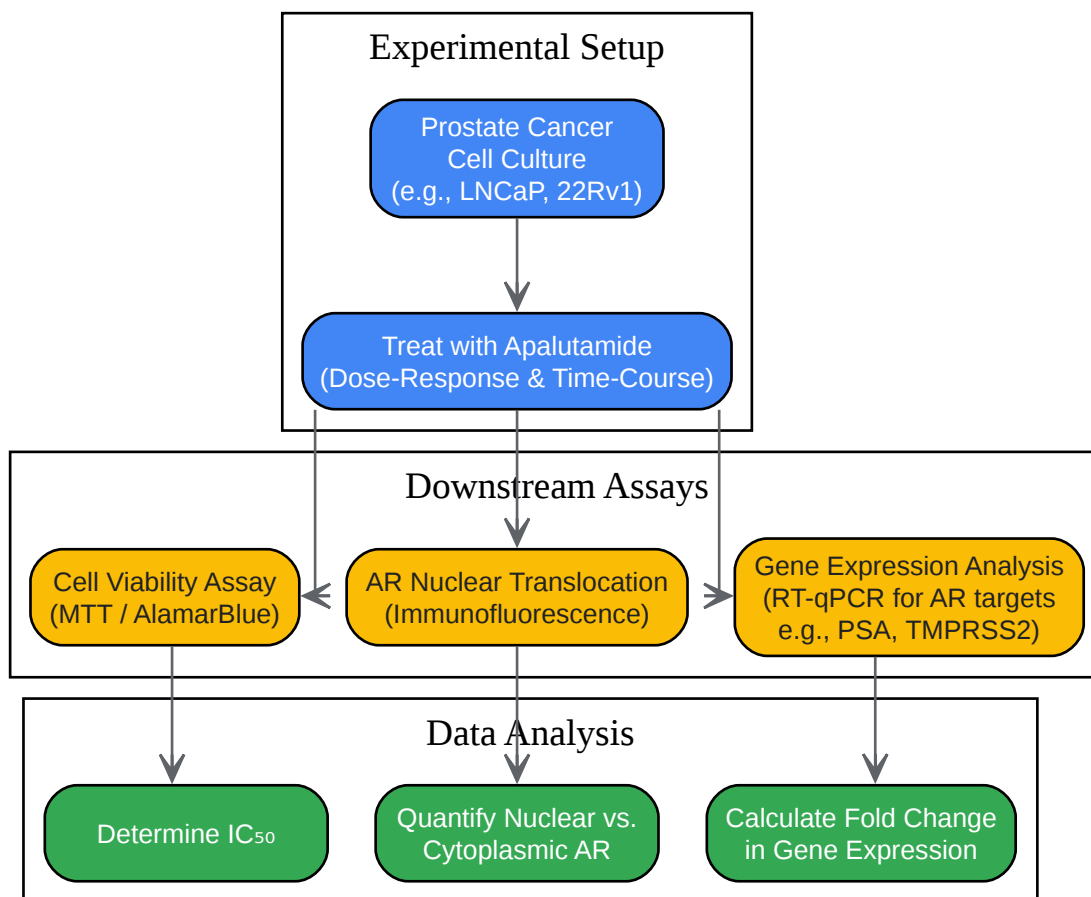 Experimental Setup
Prostate Cancer
Cell Culture
(e.g., LNCaP, 22Rv1)
Treat with Apalutamide
(Dose-Response & Time-Course)
Downstream Assays
Cell Viability Assay
(MTT / AlamarBlue)
AR Nuclear Translocation
(Immunofluorescence)
Gene Expression Analysis
(RT-qPCR for AR targets
e.g., PSA, TMPRSS2)
Data Analysis
Determine IC₅₀
Quantify Nuclear vs.
Cytoplasmic AR
Calculate Fold Change
in Gene Expression